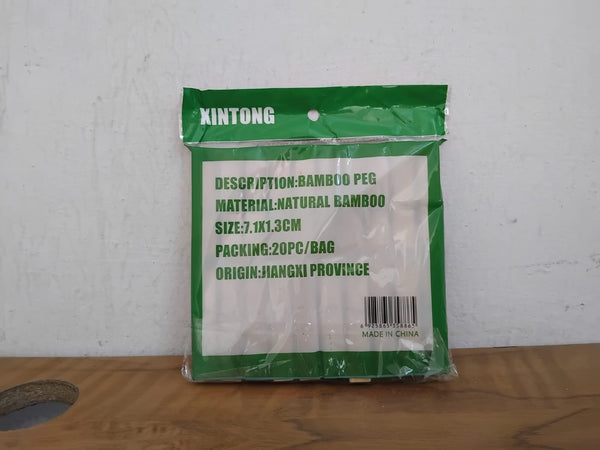 XINTONG
DESCRIPTION:BAMBOO PEG
MATERIAL:NATURAL BAMBOO
SIZE:7.1X1.3CM
PACKING:20PC/BAG
ORIGIN:JIANGXI PROVINCE
MADE IN CHINA